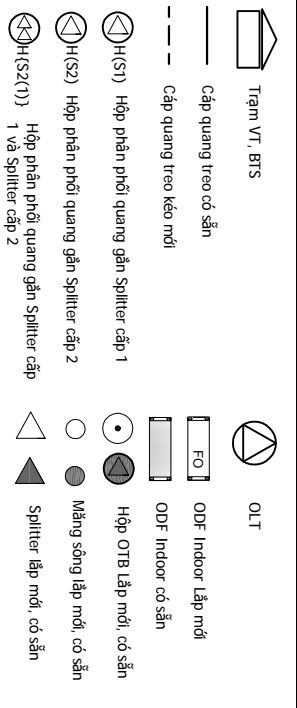 Trạm VT, BTS
Cáp quang treo có sẵn
Cáp quang treo kéo mới
H(S1) Hộp phân phối quang gắn Splitter cấp 1
H(S2) Hộp phân phối quang gắn Splitter cấp 2
H{S2(1)} Hộp phân phối quang gắn Splitter cấp
1 và Splitter cấp 2
OLT
FO ODF Indoor Lắp mới
ODF Indoor có sẵn
Hộp OTB Lắp mới, có sẵn
Măng sông lắp mới, có sẵn
Splitter lắp mới, có sẵn